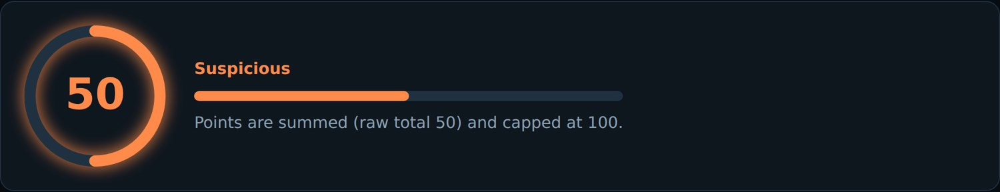 50
Suspicious
Points are summed (raw total 50) and capped at 100.